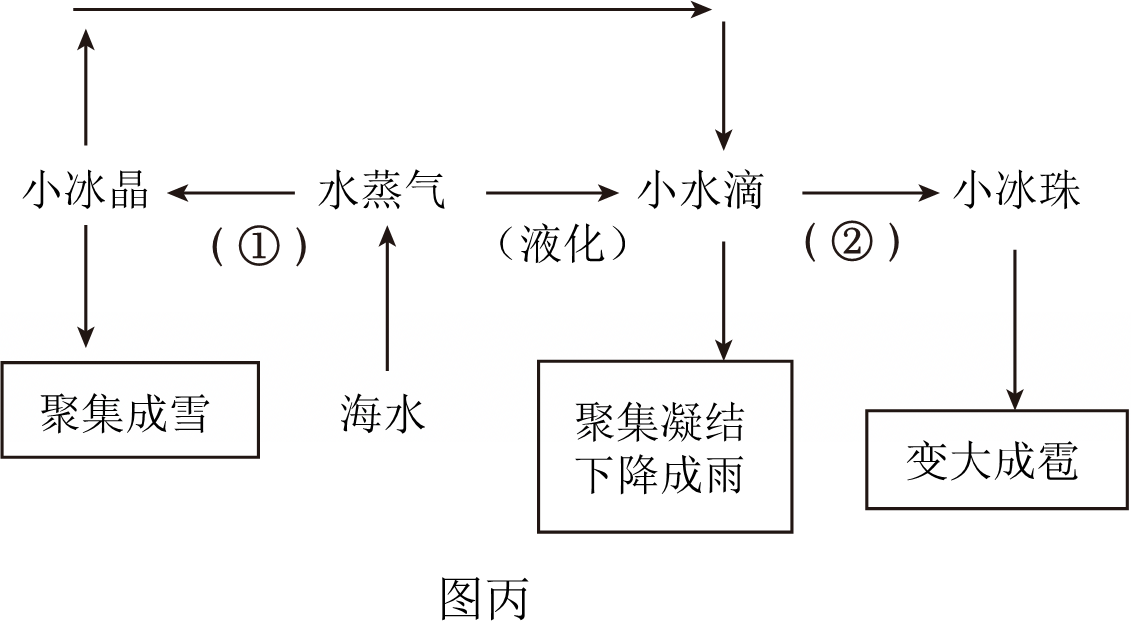 小冰晶
水蒸气
小水滴
小冰珠
(①)
（液化）
(②)
聚集成雪
海水
聚集凝结
下降成雨
变大成雹
图丙